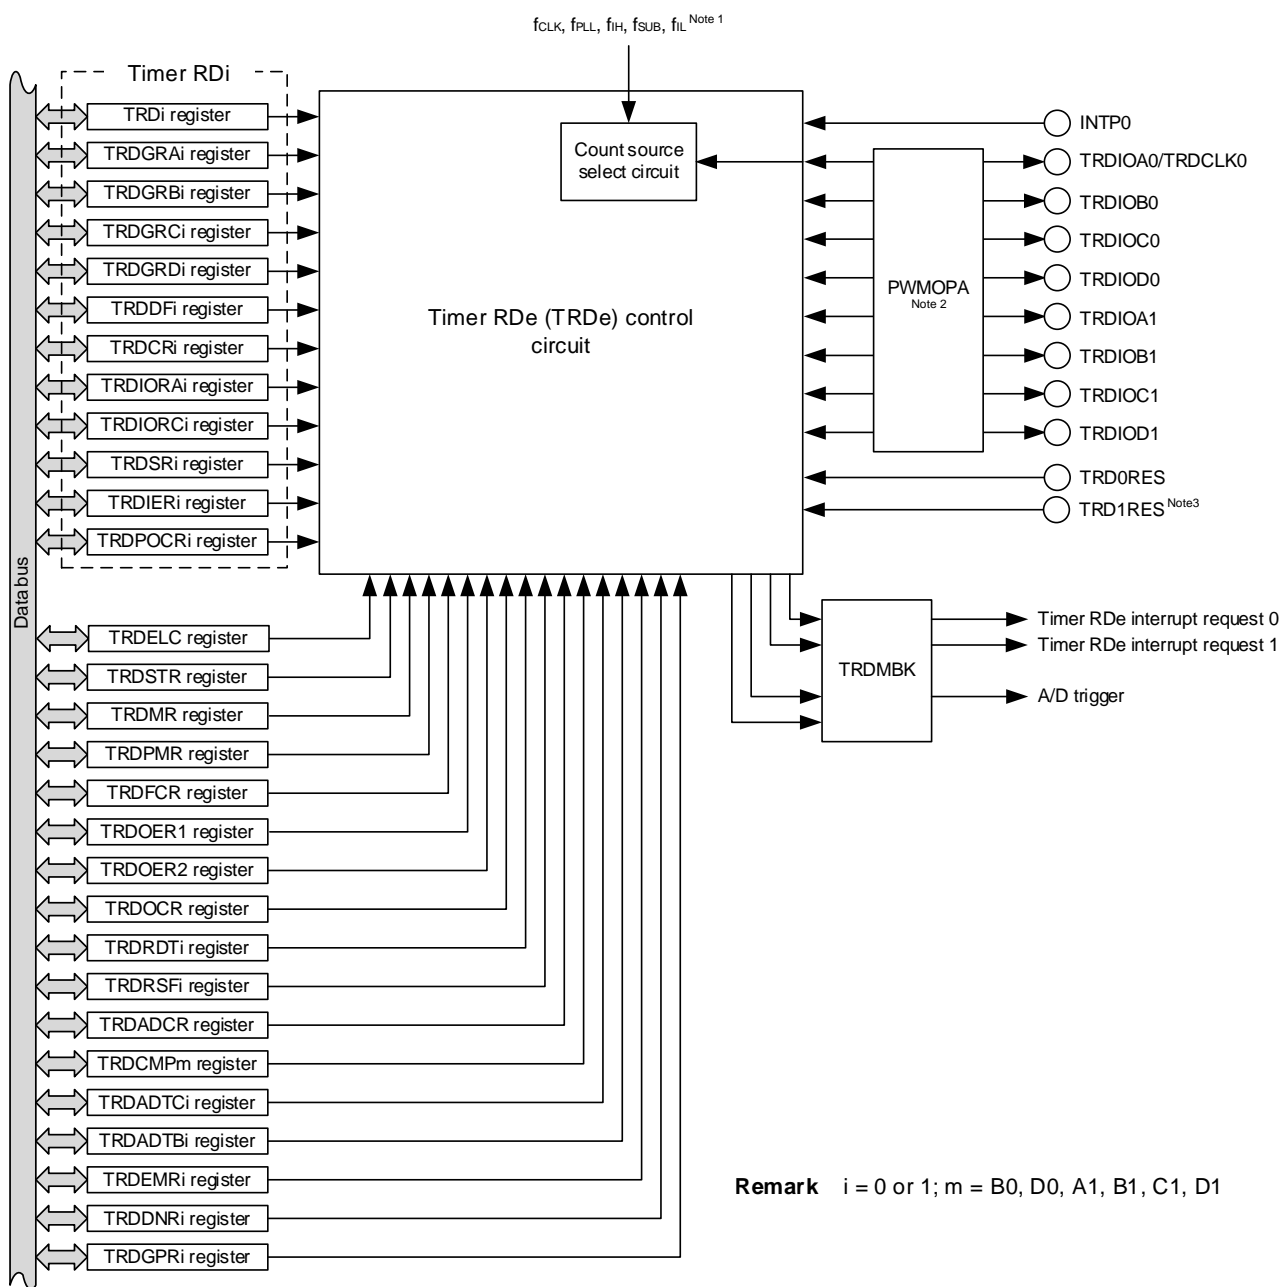 fCLK, fPLL, fIH, fSUB, fIL Note 1
Timer RDi
TRDi register
TRDGRAi register
TRDGRBi register
TRDGRCi register
TRDGRDi register
TRDDFi register
TRDCRi register
TRDIORAi register
TRDIORCi register
TRDSRi register
TRDIERi register
TRDPOCRi register
Databus
TRDELC register
TRDSTR register
TRDMR register
TRDPMR register
TRDFCR register
TRDOER1 register
TRDOER2 register
TRDOCR register
TRDRDTi register
TRDRSFi register
TRDADCR register
TRDCMPm register
TRDADTCi register
TRDADTBi register
TRDEMRi register
TRDDNRi register
TRDGPRi register
Count source
select circuit
Timer RDe (TRDe) control
circuit
PWMOPA
Note 2
INTP0
TRDIOA0/TRDCLK0
TRDIOB0
TRDIOC0
TRDIOD0
TRDIOA1
TRDIOB1
TRDIOC1
TRDIOD1
TRD0RES
TRD1RES Note3
TRDMBK
Timer RDe interrupt request 0
Timer RDe interrupt request 1
A/D trigger
Remark i = 0 or 1; m = B0, D0, A1, B1, C1, D1